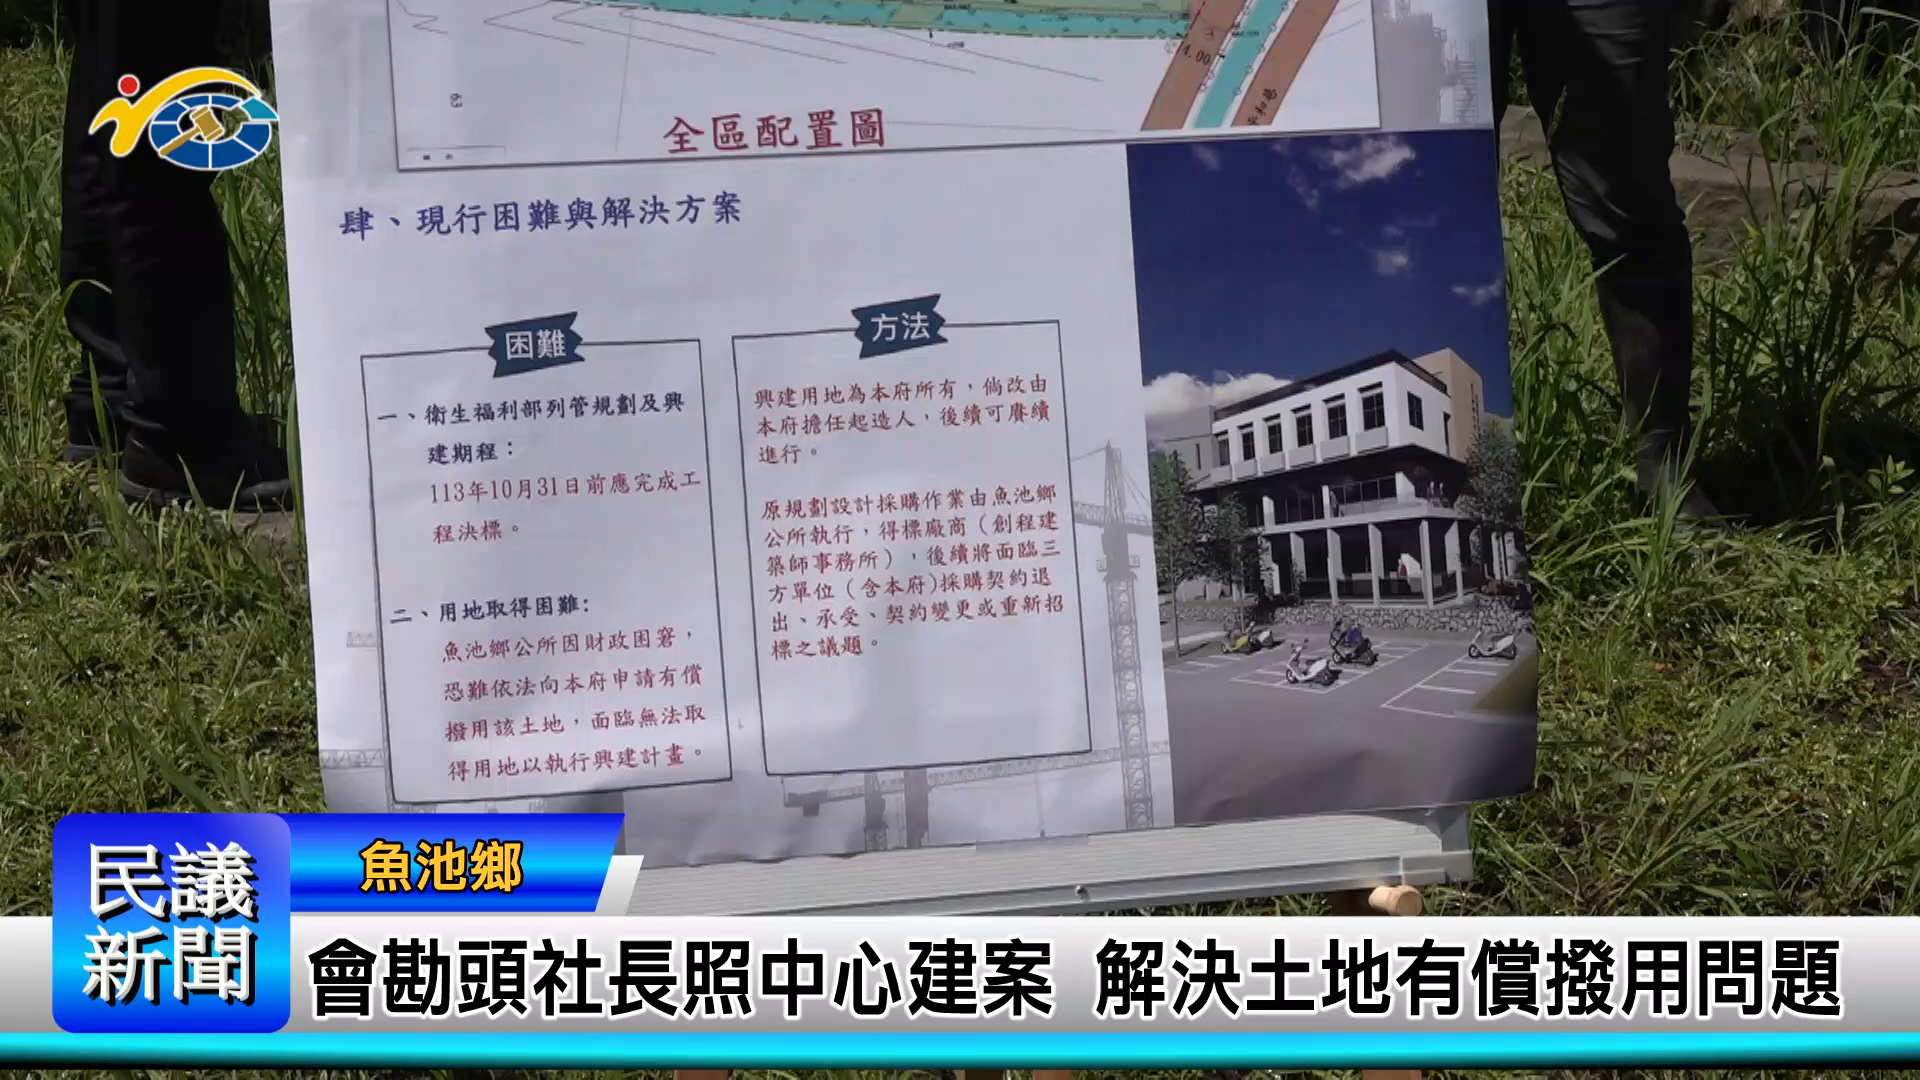 4.00
63
全區配置圖
肆、現行困難與解決方案
困難
一、衛生福利部列管規劃及興
建期程：
113年10月31日前應完成工
程決標。
二、用地取得困難:
魚池鄉公所因財政困窘，
恐難依法向本府申請有償
撥用該土地，面臨無法取
得用地以執行興建計畫。
方法
興建用地為本府所有，倘改由
本府擔任起造人，後續可賡續
進行。
原規劃設計採購作業由魚池鄉
公所執行，得標廠商（創程建
築師事務所），後續將面臨三
方單位（含本府)採購契約退
出、承受、契約變更或重新招
標之議題。
民議
新聞
魚池鄉
會勘頭社長照中心建案 解決土地有償撥用問題